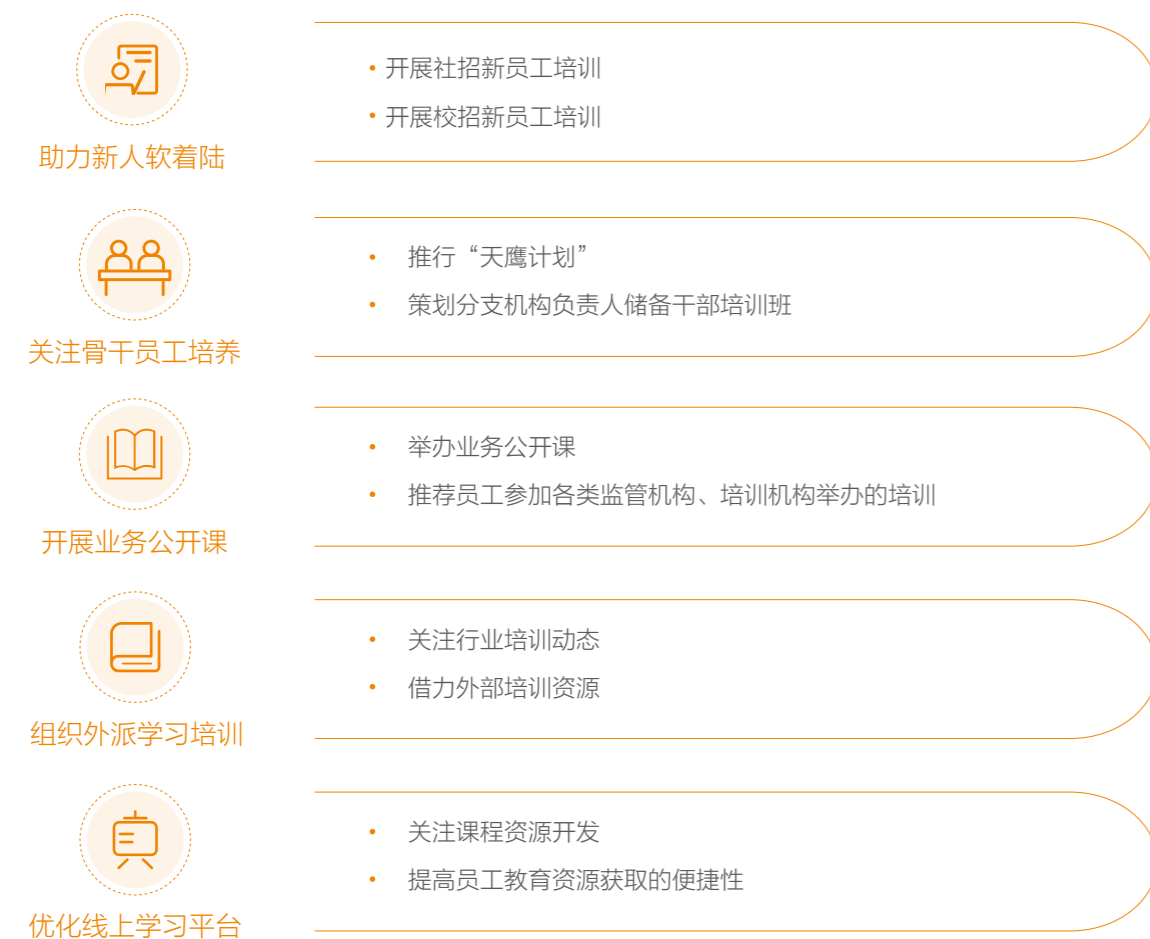 助力新人软着陆
•开展社招新员工培训
•开展校招新员工培训
关注骨干员工培养
• 推行“天鹰计划”
• 策划分支机构负责人储备干部培训班
开展业务公开课
• 举办业务公开课
• 推荐员工参加各类监管机构、培训机构举办的培训
组织外派学习培训
• 关注行业培训动态
• 借力外部培训资源
优化线上学习平台
• 关注课程资源开发
• 提高员工教育资源获取的便捷性